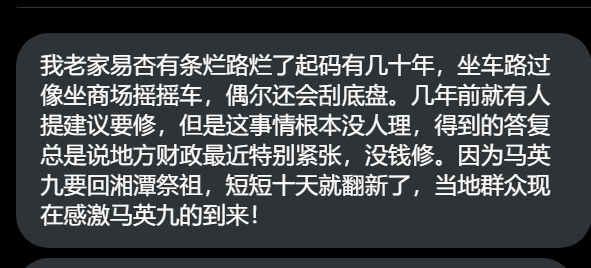 我老家易杏有条烂路烂了起码有几十年，坐车路过
像坐商场摇摇车，偶尔还会刮底盘。几年前就有人
提建议要修，但是这事情根本没人理，得到的答复
总是说地方财政最近特别紧张，没钱修。因为马英
九要回湘潭祭祖，短短十天就翻新了，当地群众现
在感激马英九的到来！